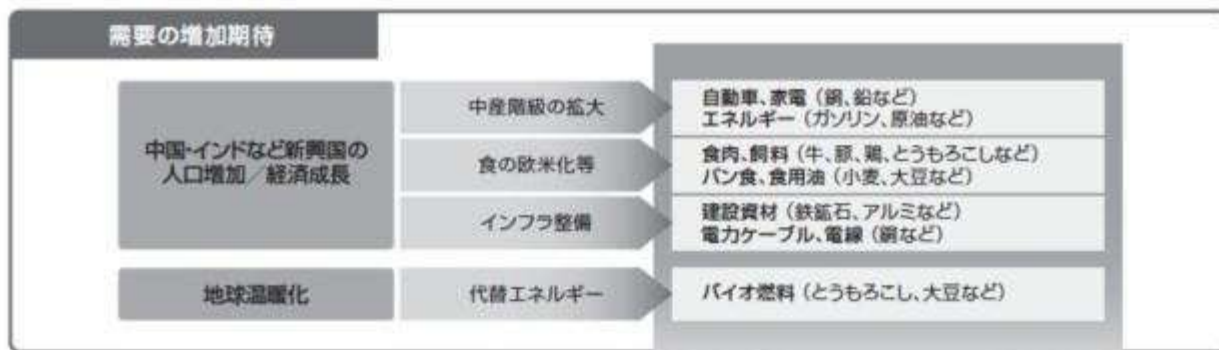 需要の増加期待
中国・インドなど新興国の
人口増加／経済成長
中産階級の拡大
自動車、家電（銅、鉛など）
エネルギー（ガソリン、原油など）
食の欧米化等
食肉、飼料（牛、豚、鶏、とうもろこしなど）
パン食、食用油（小麦、大豆など）
インフラ整備
建設資材（鉄鉱石、アルミなど）
電力ケーブル、電線（銅など）
地球温暖化
代替エネルギー
バイオ燃料（とうもろこし、大豆など）